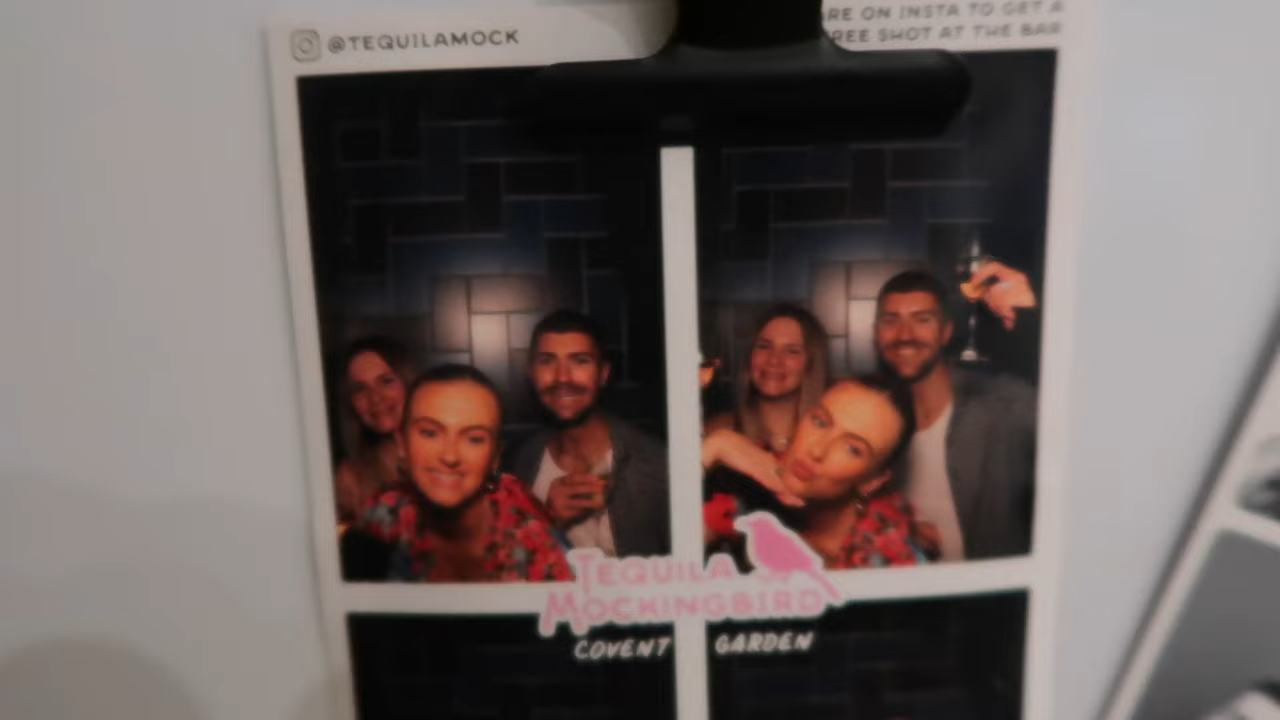 @TEQUILAMOCK
RE ON INSTA TO GET A
REE SHOT AT THE BAR
TEQUILA
MOCKINGBIRD
COVENT GARDEN